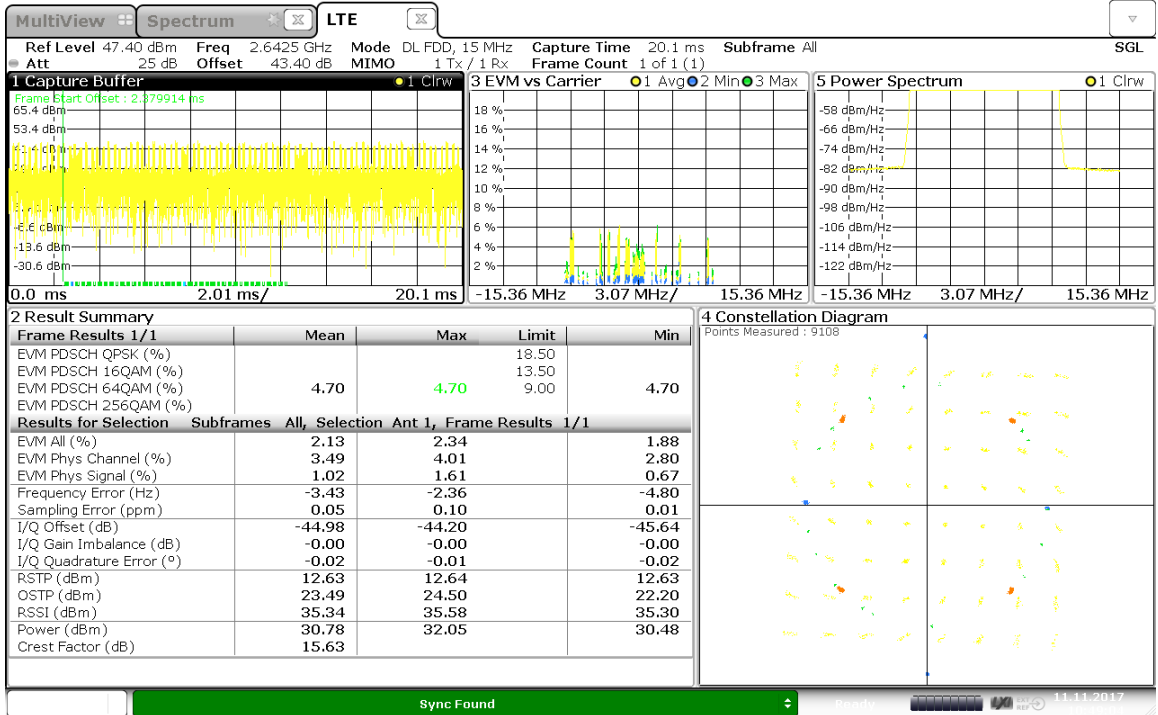 MultiView Spectrum LTE
Ref Level 47.40 dBm Freq 2.6425 GHz Mode DL FDD, 15 MHz Capture Time 20.1 ms Subframe All SGL
Att 25 dB Offset 43.40 dB MIMO 1 Tx / 1 Rx Frame Count 1 of 1 (1)
1 Capture Buffer 1 Clrw
Frame Start Offset : 2.379914 ms
65.4 dBm
53.4 dBm
-6.6 dBm
-18.6 dBm
-30.6 dBm
0.0 ms 2.01 ms/ 20.1 ms
3 EVM vs Carrier 1 Avg 2 Min 3 Max
18 %
16 %
14 %
12 %
10 %
8 %
6 %
4 %
2 %
-15.36 MHz 3.07 MHz/ 15.36 MHz
5 Power Spectrum 1 Clrw
-58 dBm/Hz
-66 dBm/Hz
-74 dBm/Hz
-82 dBm/Hz
-90 dBm/Hz
-98 dBm/Hz
-106 dBm/Hz
-114 dBm/Hz
-122 dBm/Hz
-15.36 MHz 3.07 MHz/ 15.36 MHz
2 Result Summary
Frame Results 1/1 Mean Max Limit Min
EVM PDSCH QPSK (%) 18.50
EVM PDSCH 16QAM (%) 13.50
EVM PDSCH 64QAM (%) 4.70 4.70 9.00 4.70
EVM PDSCH 256QAM (%)
Results for Selection Subframes All, Selection Ant 1, Frame Results 1/1
EVM All (%) 2.13 2.34 1.88
EVM Phys Channel (%) 3.49 4.01 2.80
EVM Phys Signal (%) 1.02 1.61 0.67
Frequency Error (Hz) -3.43 -2.36 -4.80
Sampling Error (ppm) 0.05 0.10 0.01
I/Q Offset (dB) -44.98 -44.20 -45.64
I/Q Gain Imbalance (dB) -0.00 -0.00 -0.00
I/Q Quadrature Error (°) -0.02 -0.01 -0.02
RSTP (dBm) 12.63 12.64 12.63
OSTP (dBm) 23.49 24.50 22.20
RSSI (dBm) 35.34 35.58 35.30
Power (dBm) 30.78 32.05 30.48
Crest Factor (dB) 15.63
4 Constellation Diagram
Points Measured : 9108
Sync Found
Ready
LXI
EXT
REF
11.11.2017